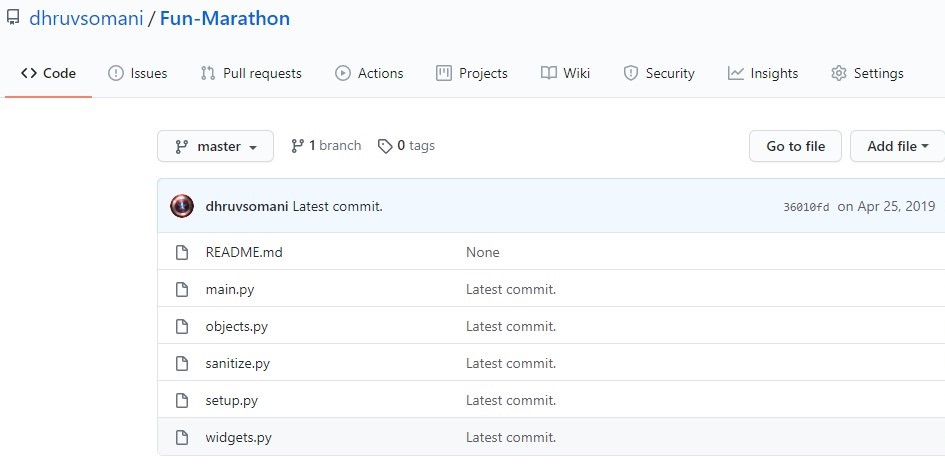 dhruvsomani / Fun-Marathon
Code Issues Pull requests Actions Projects Wiki Security Insights Settings
master 1 branch 0 tags Go to file Add file
dhruvsomani Latest commit. 36010fd on Apr 25, 2019
README.md None
main.py Latest commit.
objects.py Latest commit.
sanitize.py Latest commit.
setup.py Latest commit.
widgets.py Latest commit.